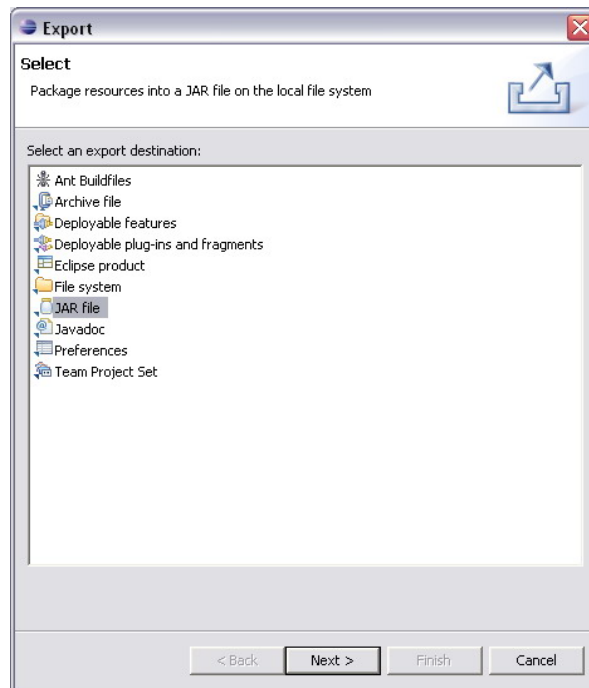 Export
Select
Package resources into a JAR file on the local file system
Select an export destination:
Ant Buildfiles
Archive file
Deployable features
Deployable plug-ins and fragments
Eclipse product
File system
JAR file
Javadoc
Preferences
Team Project Set
< Back Next > Finish Cancel